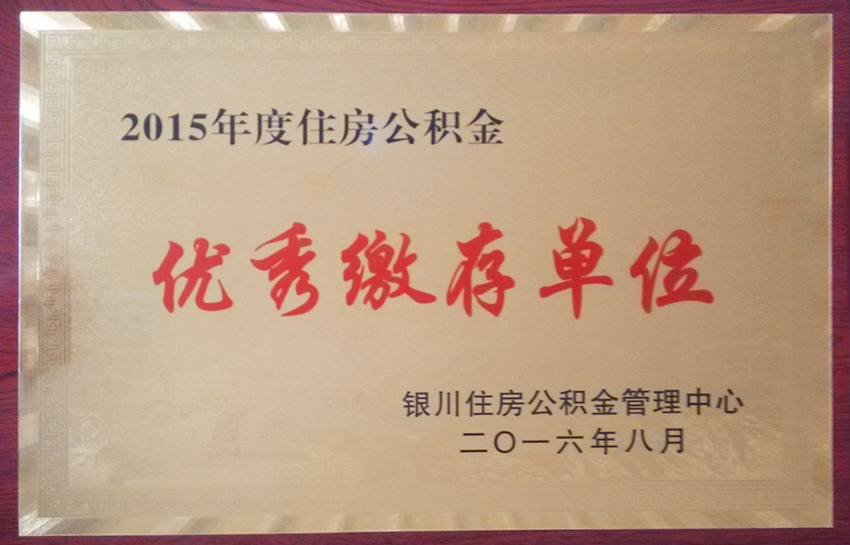 2015年度住房公积金
优秀缴存单位
银川住房公积金管理中心
二〇一六年八月